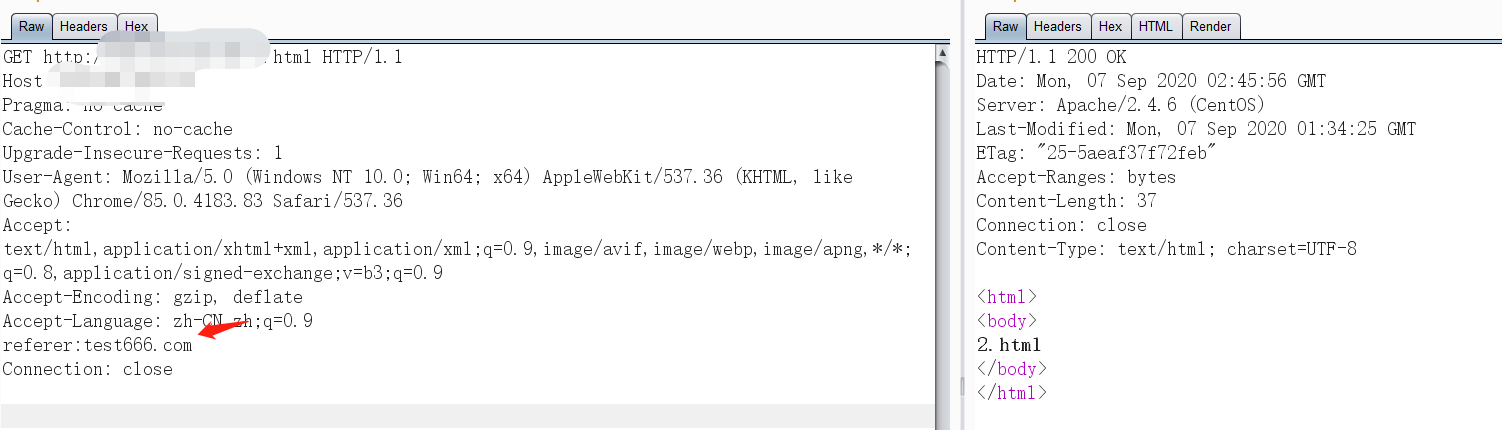 Raw Headers Hex
GET http:/ html HTTP/1.1
Host
Pragma: no-cache
Cache-Control: no-cache
Upgrade-Insecure-Requests: 1
User-Agent: Mozilla/5.0 (Windows NT 10.0; Win64; x64) AppleWebKit/537.36 (KHTML, like
Gecko) Chrome/85.0.4183.83 Safari/537.36
Accept:
text/html,application/xhtml+xml,application/xml;q=0.9,image/avif,image/webp,image/apng,*/*;
q=0.8,application/signed-exchange;v=b3;q=0.9
Accept-Encoding: gzip, deflate
Accept-Language: zh-CN,zh;q=0.9
referer:test666.com
Connection: close
Raw Headers Hex HTML Render
HTTP/1.1 200 OK
Date: Mon, 07 Sep 2020 02:45:56 GMT
Server: Apache/2.4.6 (CentOS)
Last-Modified: Mon, 07 Sep 2020 01:34:25 GMT
ETag: "25-5aeaf37f72feb"
Accept-Ranges: bytes
Content-Length: 37
Connection: close
Content-Type: text/html; charset=UTF-8
<html>
<body>
2.html
</body>
</html>